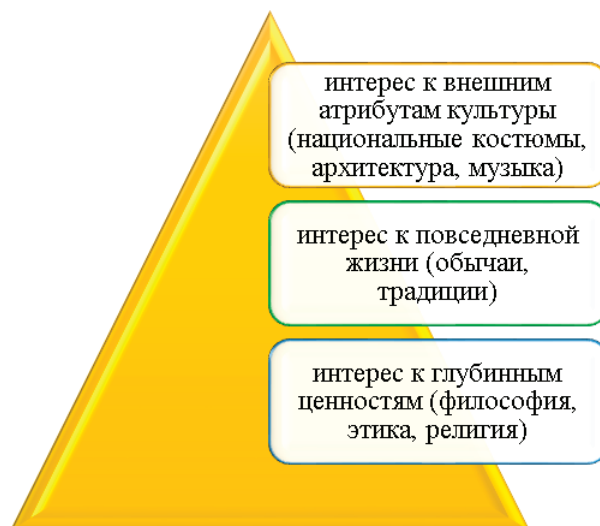 интерес к внешним
атрибутам культуры
(национальные костюмы,
архитектура, музыка)
интерес к повседневной
жизни (обычаи,
традиции)
интерес к глубинным
ценностям (философия,
этика, религия)